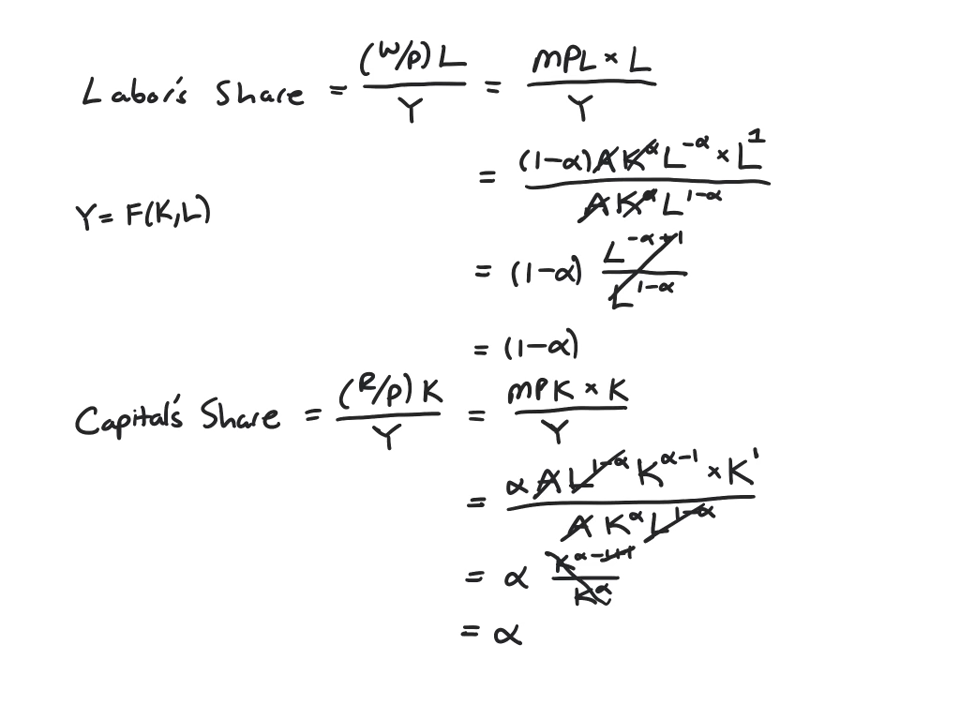 Labor's Share = (W/P) L / Y = MPL × L / Y
= (1-α) A K^α L^-α × L^1 / A K^α L^1-α
Y = F(K,L)
= (1-α) L^-α+1 / L^1-α
= (1-α)
Capital's Share = (R/P) K / Y = MPK × K / Y
= α A L^1-α K^α-1 × K^1 / A K^α L^1-α
= α K^α-1+1 / K^α
= α